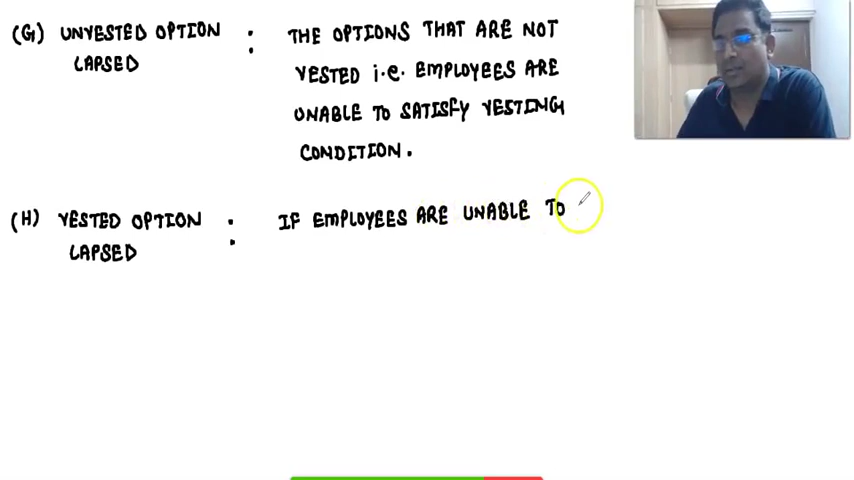 (G) UNVESTED OPTION : THE OPTIONS THAT ARE NOT
LAPSED VESTED i.e. EMPLOYEES ARE
UNABLE TO SATISFY VESTING
CONDITION.
(H) VESTED OPTION : IF EMPLOYEES ARE UNABLE TO
LAPSED